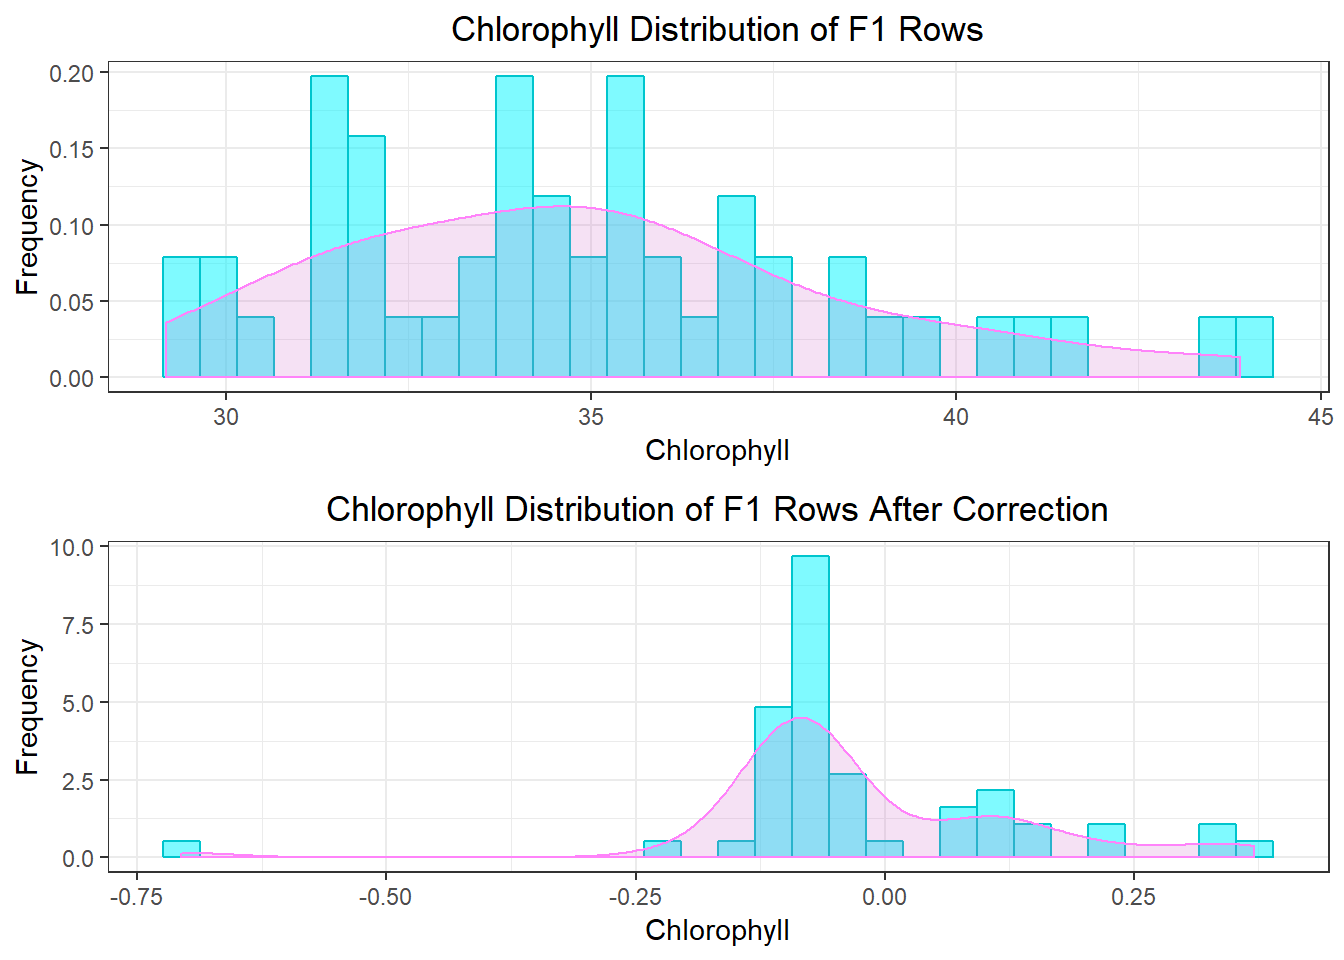 Chlorophyll Distribution of F1 Rows
0.20
0.15
0.10
0.05
0.00
Frequency
30 35 40 45
Chlorophyll
Chlorophyll Distribution of F1 Rows After Correction
10.0
7.5
5.0
2.5
0.0
Frequency
-0.75 -0.50 -0.25 0.00 0.25
Chlorophyll